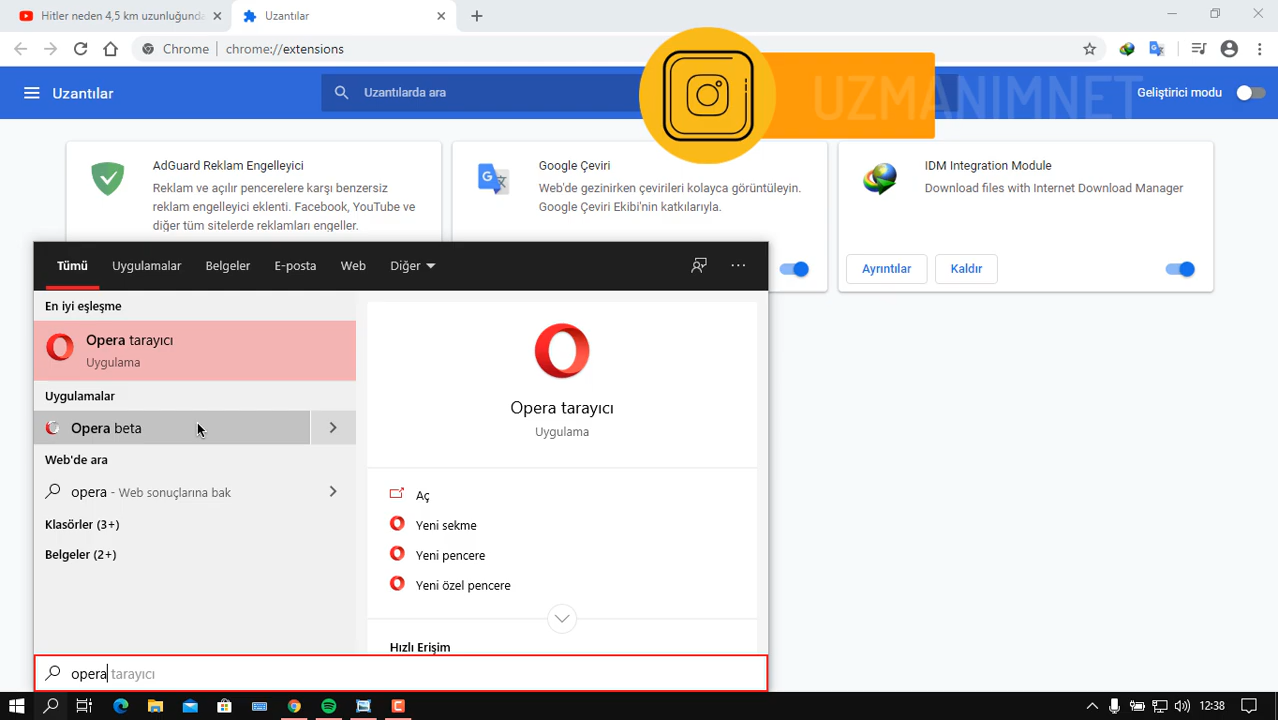 Hitler neden 4,5 km uzunluğunda
Uzantılar
Chrome
chrome://extensions
Uzantılar
Uzantılarda ara
UZMANIMNET
Geliştirici modu
AdGuard Reklam Engelleyici
Reklam ve açılır pencerelere karşı benzersiz
reklam engelleyici eklenti. Facebook, YouTube ve
diğer tüm sitelerde reklamları engeller.
Google Çeviri
Web'de gezinirken çevirileri kolayca görüntüleyin.
Google Çeviri Ekibi'nin katkılarıyla.
IDM Integration Module
Download files with Internet Download Manager
Ayrıntılar
Kaldır
Tümü
Uygulamalar
Belgeler
E-posta
Web
Diğer
En iyi eşleşme
Opera tarayıcı
Uygulama
Uygulamalar
Opera beta
Web'de ara
opera - Web sonuçlarına bak
Klasörler (3+)
Belgeler (2+)
Opera tarayıcı
Uygulama
Aç
Yeni sekme
Yeni pencere
Yeni özel pencere
Hızlı Erişim
opera tarayıcı
12:38